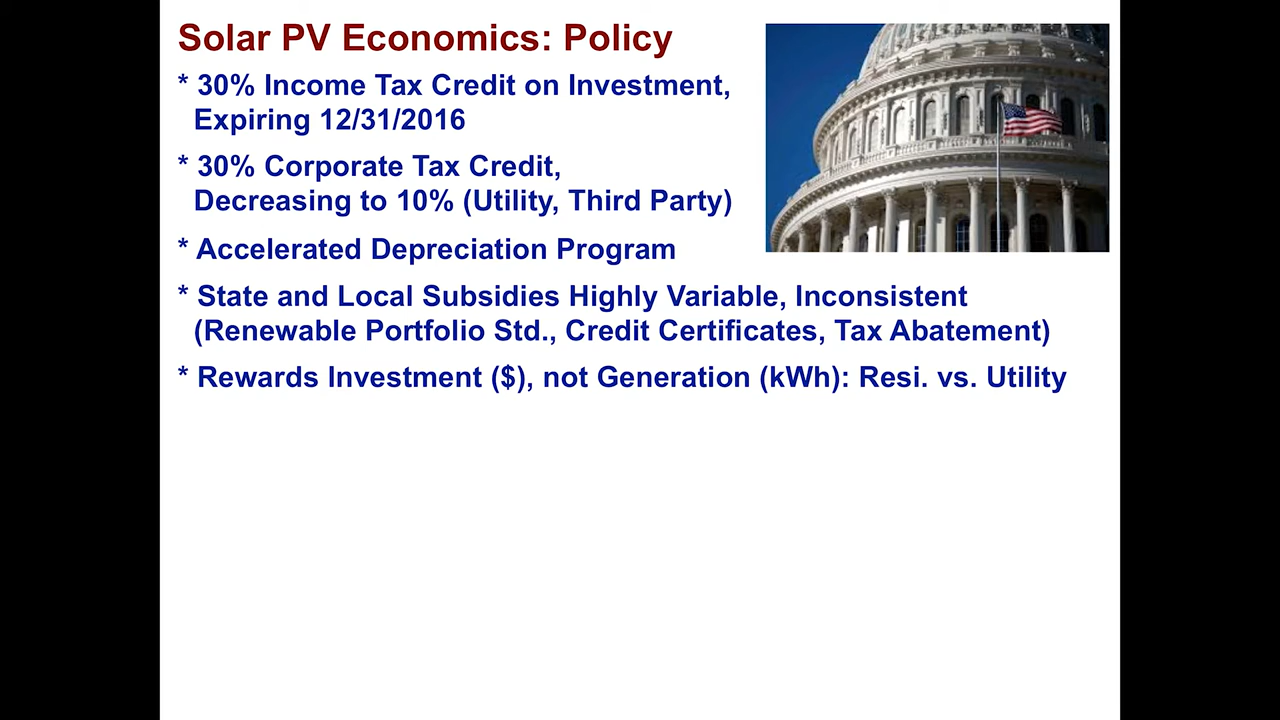 Solar PV Economics: Policy
* 30% Income Tax Credit on Investment,
Expiring 12/31/2016
* 30% Corporate Tax Credit,
Decreasing to 10% (Utility, Third Party)
* Accelerated Depreciation Program
* State and Local Subsidies Highly Variable, Inconsistent
(Renewable Portfolio Std., Credit Certificates, Tax Abatement)
* Rewards Investment ($), not Generation (kWh): Resi. vs. Utility